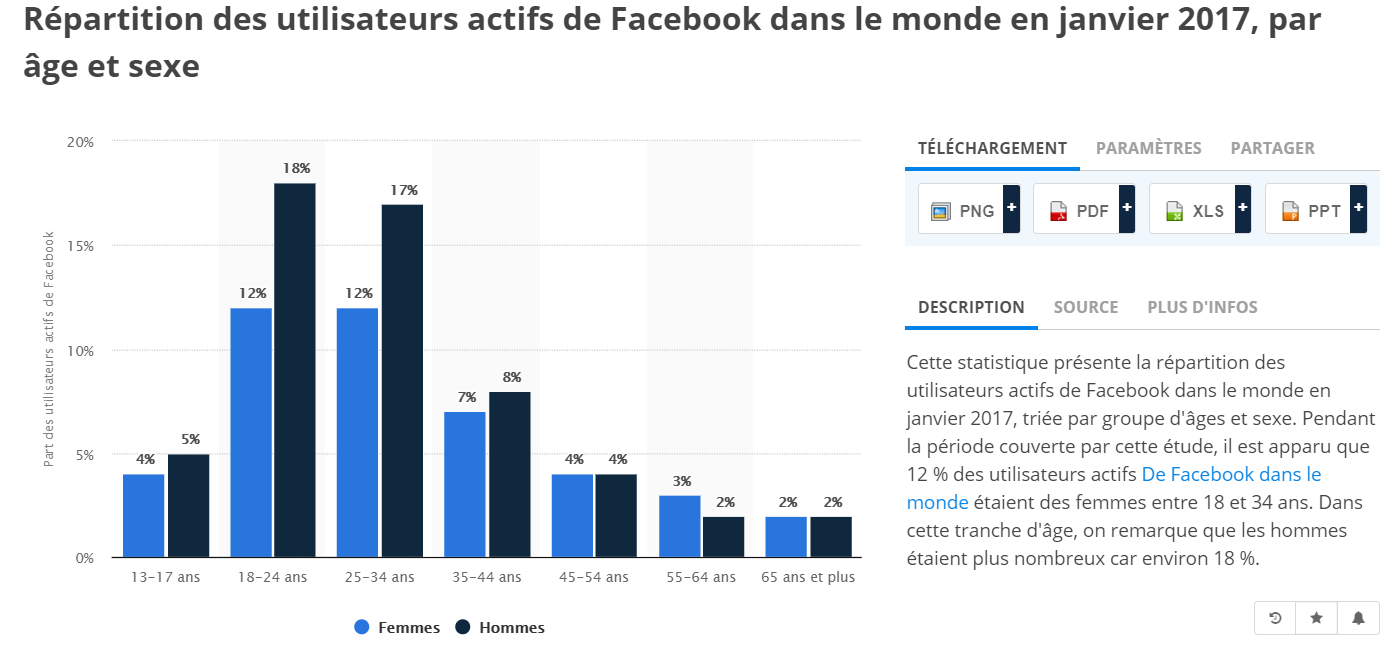 Répartition des utilisateurs actifs de Facebook dans le monde en janvier 2017, par
âge et sexe
20%
15%
10%
5%
0%
Part des utilisateurs actifs de Facebook
4%
5%
12%
18%
12%
17%
7%
8%
4%
4%
3%
2%
2%
2%
13-17 ans
18-24 ans
25-34 ans
35-44 ans
45-54 ans
55-64 ans
65 ans et plus
Femmes
Hommes
TÉLÉCHARGEMENT PARAMÈTRES PARTAGER
PNG + PDF + XLS + PPT +
DESCRIPTION SOURCE PLUS D'INFOS
Cette statistique présente la répartition des
utilisateurs actifs de Facebook dans le monde en
janvier 2017, triée par groupe d'âges et sexe. Pendant
la période couverte par cette étude, il est apparu que
12 % des utilisateurs actifs De Facebook dans le
monde étaient des femmes entre 18 et 34 ans. Dans
cette tranche d'âge, on remarque que les hommes
étaient plus nombreux car environ 18 %.